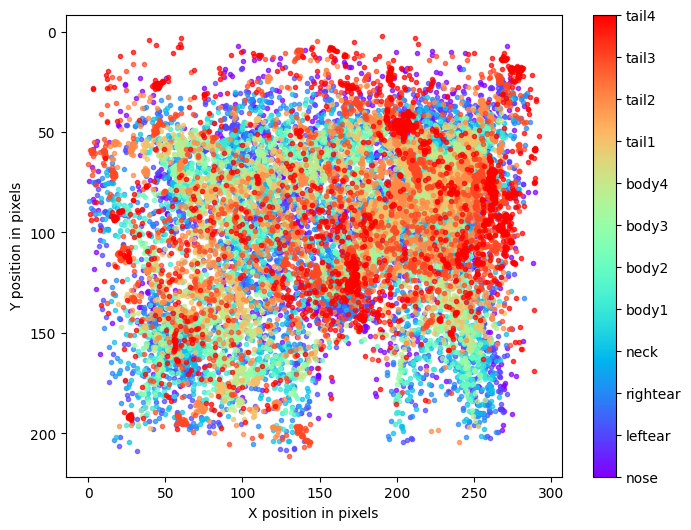 0
50
100
150
200
Y position in pixels
0
50
100
150
200
250
300
X position in pixels
tail4
tail3
tail2
tail1
body4
body3
body2
body1
neck
rightear
leftear
nose